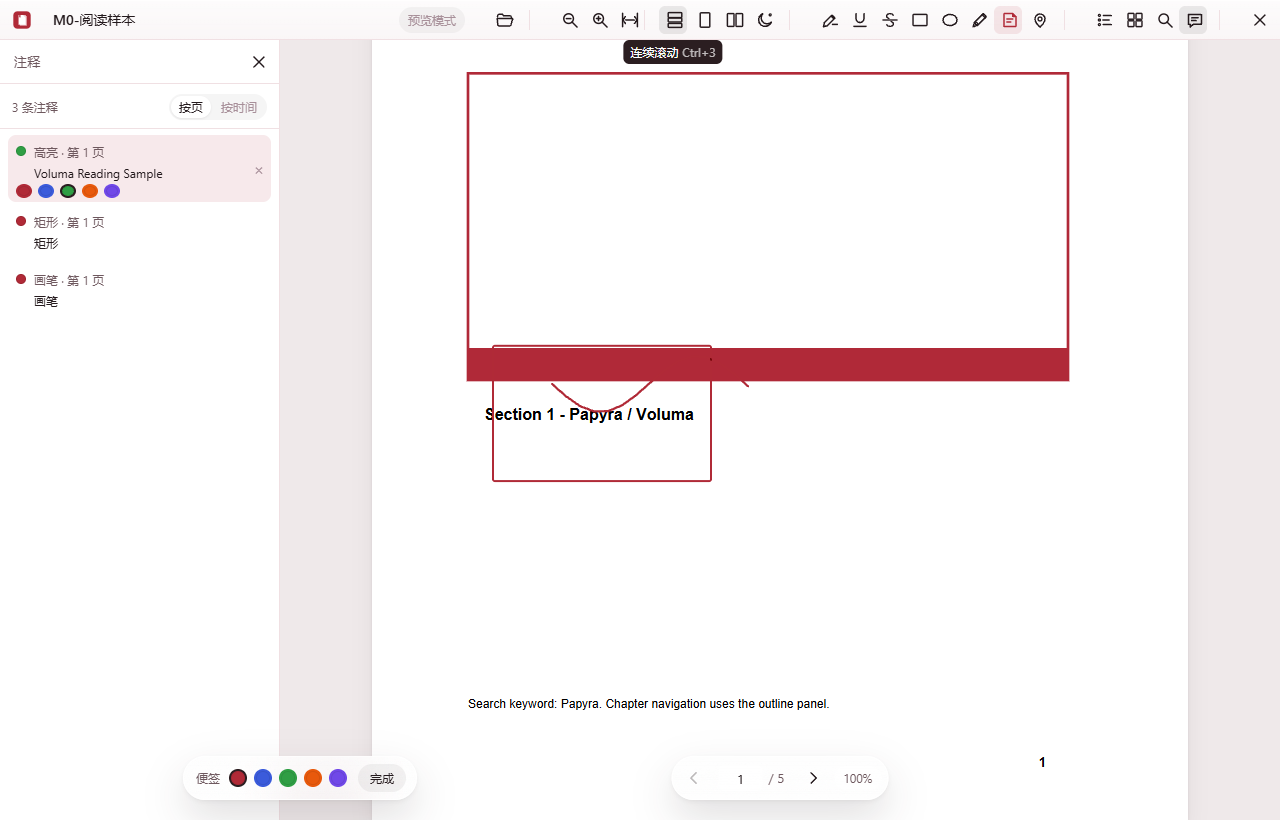 M0-阅读样本
预览模式
连续滚动 Ctrl+3
注释
3 条注释
按页
按时间
高亮 · 第 1 页
Voluma Reading Sample
矩形 · 第 1 页
矩形
画笔 · 第 1 页
画笔
Section 1 - Papyra / Voluma
Search keyword: Papyra. Chapter navigation uses the outline panel.
1
便签
完成
1 / 5
100%